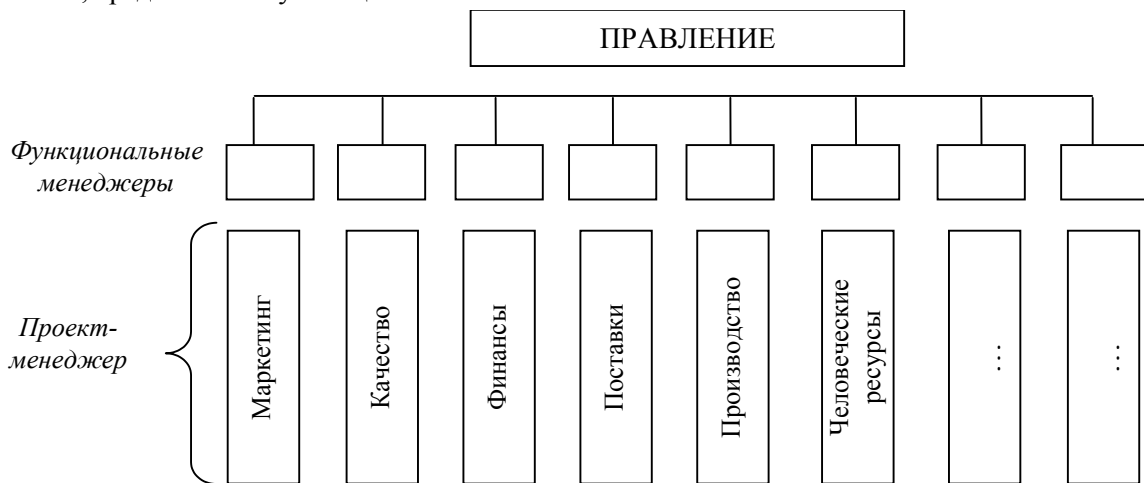 ПРАВЛЕНИЕ
Функциональные
менеджеры
Проект-
менеджер
Маркетинг
Качество
Финансы
Поставки
Производство
Человеческие
ресурсы
...
...